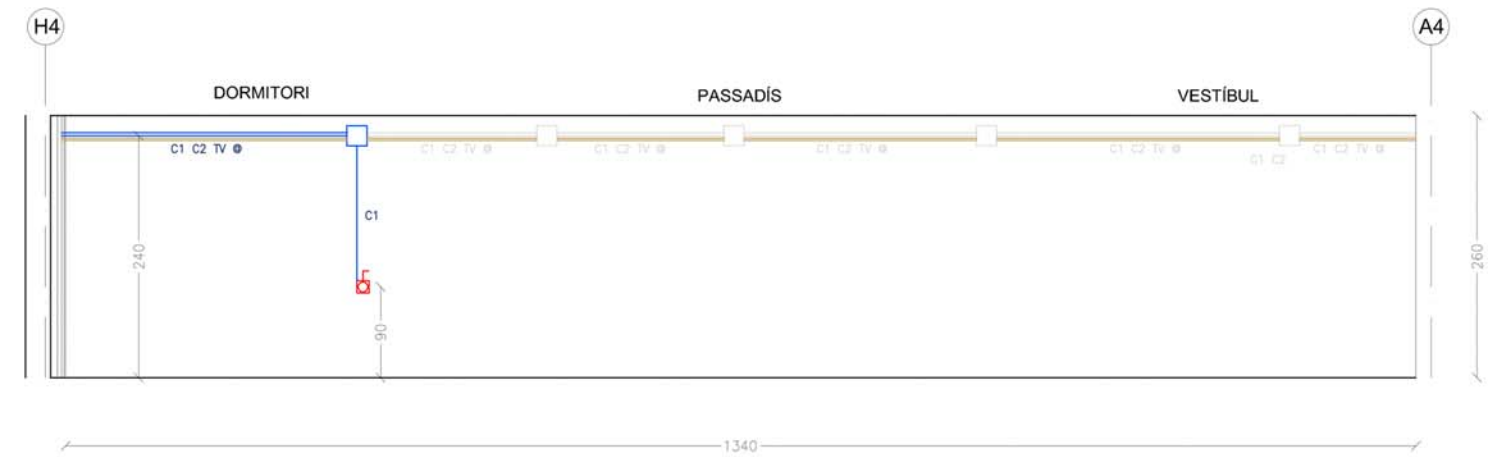 H4
A4
DORMITORI
PASSADÍS
VESTÍBUL
C1 C2 TV @
C1 C2 TV @
C1 C2 TV @
C1 C2 TV @
C1 C2 TV @
C1 C2 TV @
C1 C2
C1
240
90
260
1340